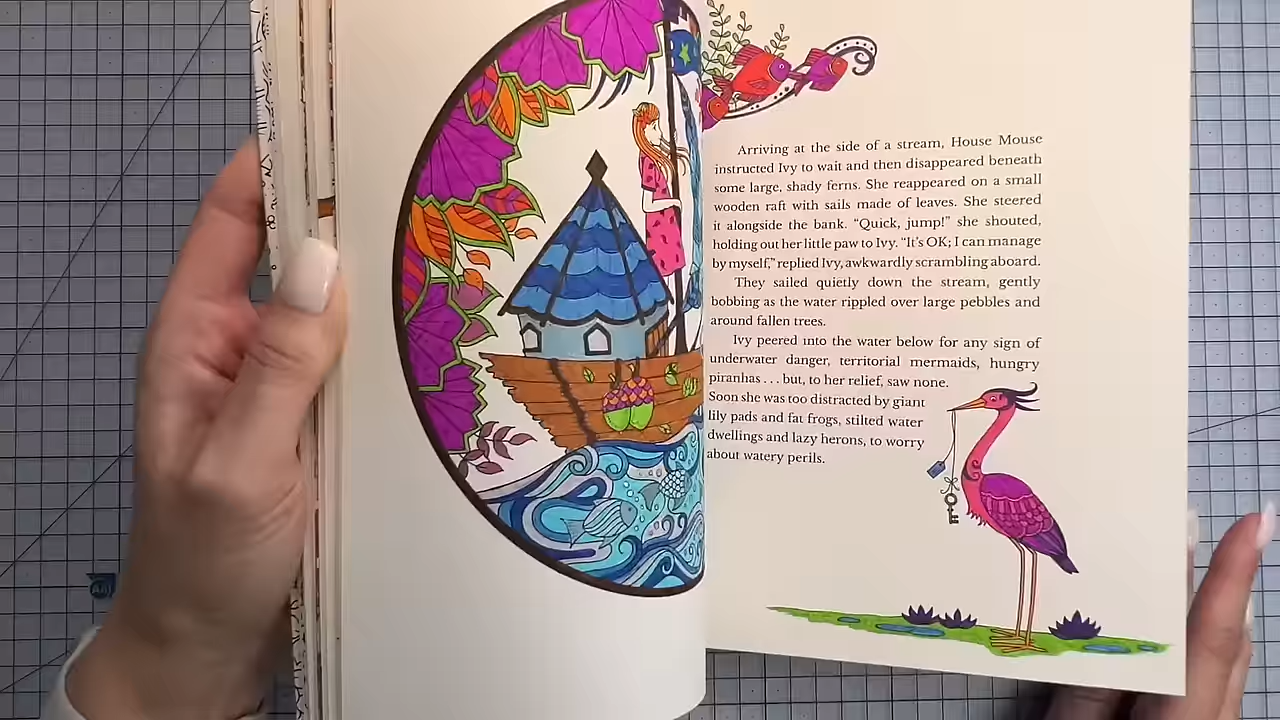 Arriving at the side of a stream, House Mouse
instructed Ivy to wait and then disappeared beneath
some large, shady ferns. She reappeared on a small
wooden raft with sails made of leaves. She steered
it alongside the bank. “Quick, jump!” she shouted,
holding out her little paw to Ivy. “It’s OK; I can manage
by myself,” replied Ivy, awkwardly scrambling aboard.
They sailed quietly down the stream, gently
bobbing as the water rippled over large pebbles and
around fallen trees.
Ivy peered into the water below for any sign of
underwater danger, territorial mermaids, hungry
piranhas . . . but, to her relief, saw none.
Soon she was too distracted by giant
lily pads and fat frogs, stilted water
dwellings and lazy herons, to worry
about watery perils.